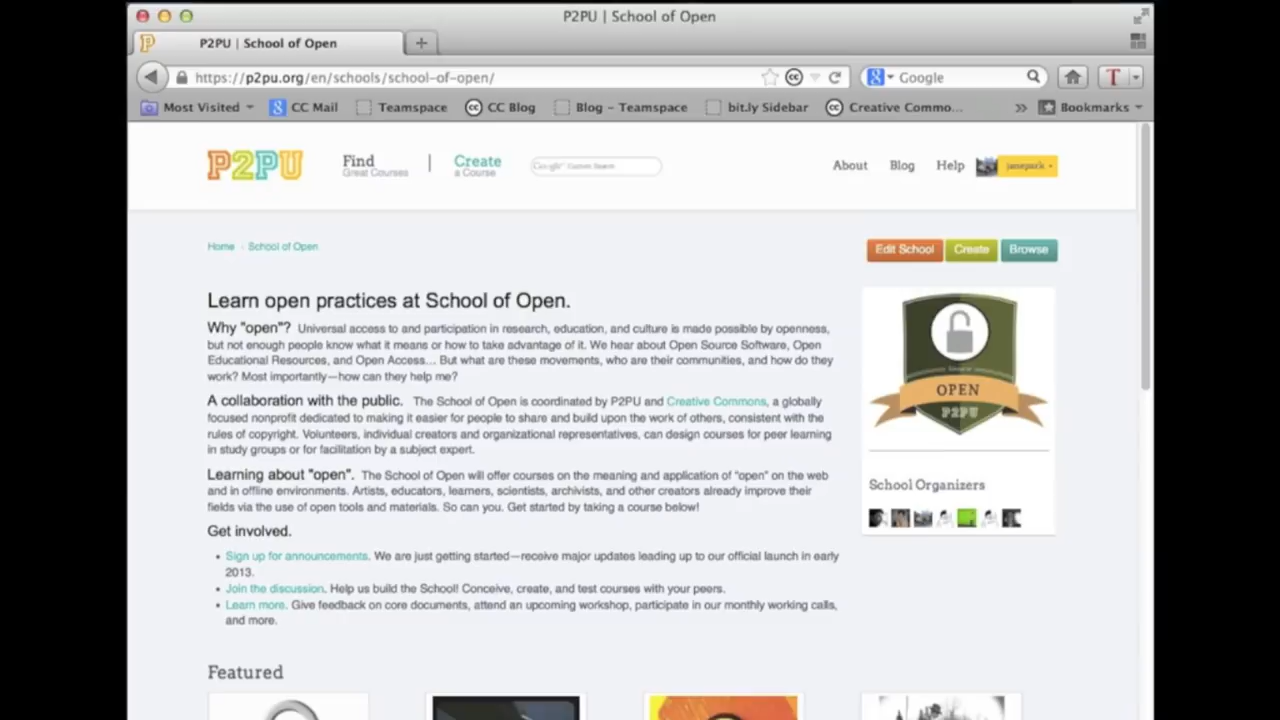 P2PU | School of Open
P2PU | School of Open
https://p2pu.org/en/schools/school-of-open/
Google
Most Visited
CC Mail
Teamspace
CC Blog
Blog – Teamspace
bit.ly Sidebar
Creative Commo...
Bookmarks
P2PU
Find
Great Courses
Create
a Course
Google™ Custom Search
About
Blog
Help
janepark
Home
School of Open
Edit School
Create
Browse
Learn open practices at School of Open.
Why "open"? Universal access to and participation in research, education, and culture is made possible by openness,
but not enough people know what it means or how to take advantage of it. We hear about Open Source Software, Open
Educational Resources, and Open Access... But what are these movements, who are their communities, and how do they
work? Most importantly—how can they help me?
A collaboration with the public. The School of Open is coordinated by P2PU and Creative Commons, a globally
focused nonprofit dedicated to making it easier for people to share and build upon the work of others, consistent with the
rules of copyright. Volunteers, individual creators and organizational representatives, can design courses for peer learning
in study groups or for facilitation by a subject expert.
Learning about "open". The School of Open will offer courses on the meaning and application of "open" on the web
and in offline environments. Artists, educators, learners, scientists, archivists, and other creators already improve their
fields via the use of open tools and materials. So can you. Get started by taking a course below!
Get involved.
• Sign up for announcements. We are just getting started—receive major updates leading up to our official launch in early
2013.
• Join the discussion. Help us build the School! Conceive, create, and test courses with your peers.
• Learn more. Give feedback on core documents, attend an upcoming workshop, participate in our monthly working calls,
and more.
OPEN
P2PU
School Organizers
Featured